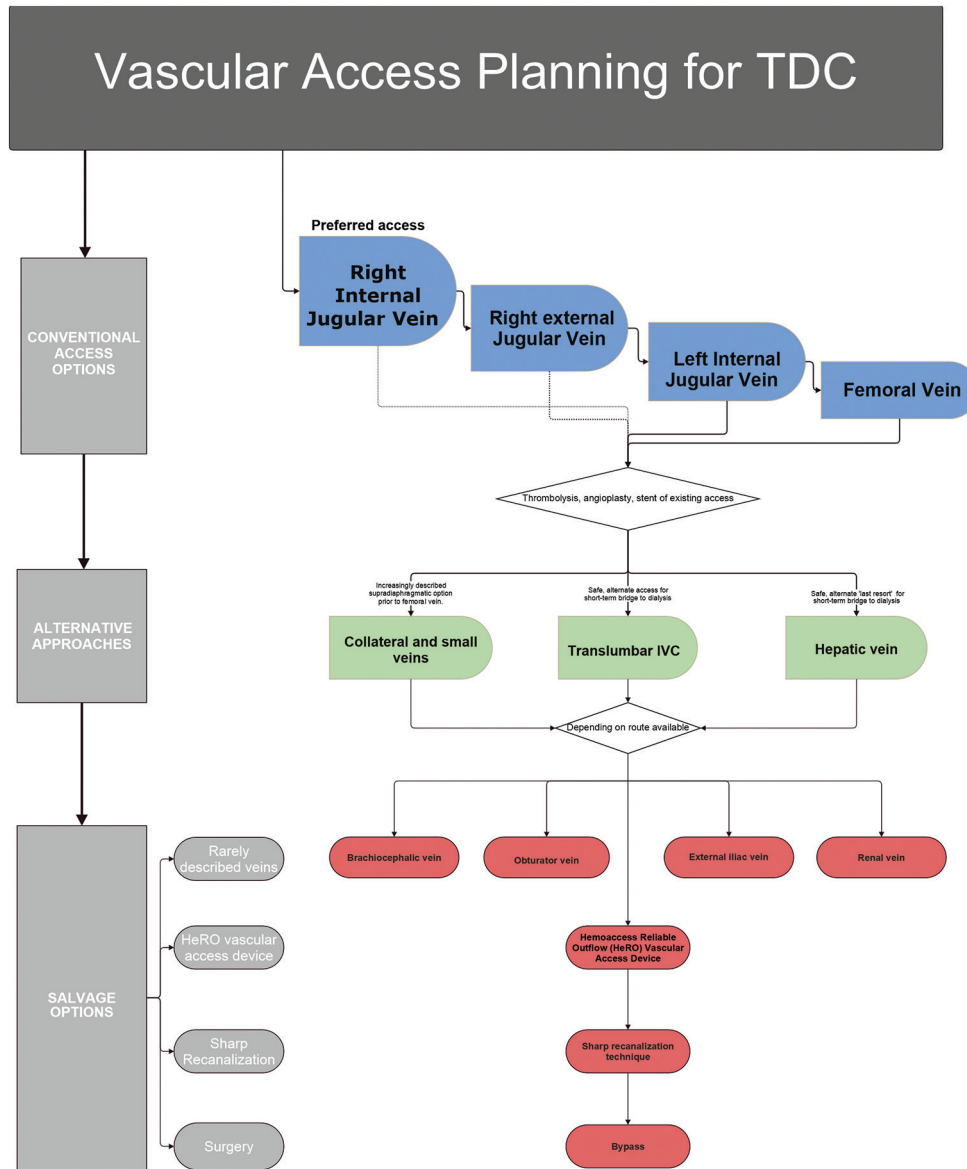 Vascular Access Planning for TDC
Preferred access
Right
Internal
Jugular Vein
Right external
Jugular Vein
Left Internal
Jugular Vein
Femoral Vein
CONVENTIONAL
ACCESS
OPTIONS
Thrombolysis, angioplasty, stent of existing access
Increasingly described
supradiaphragmatic option
prior to femoral vein.
Safe, alternate access for
short-term bridge to dialysis
Safe, alternate 'last resort' for
short-term bridge to dialysis
ALTERNATIVE
APPROACHES
Collateral and small
veins
Translumbar IVC
Hepatic vein
Depending on route available
Brachiocephalic vein
Obturator vein
External iliac vein
Renal vein
SALVAGE
OPTIONS
Rarely
described veins
HeRO vascular
access device
Sharp
Recanalization
Surgery
Hemoaccess Reliable
Outflow (HeRO) Vascular
Access Device
Sharp recanalization
technique
Bypass